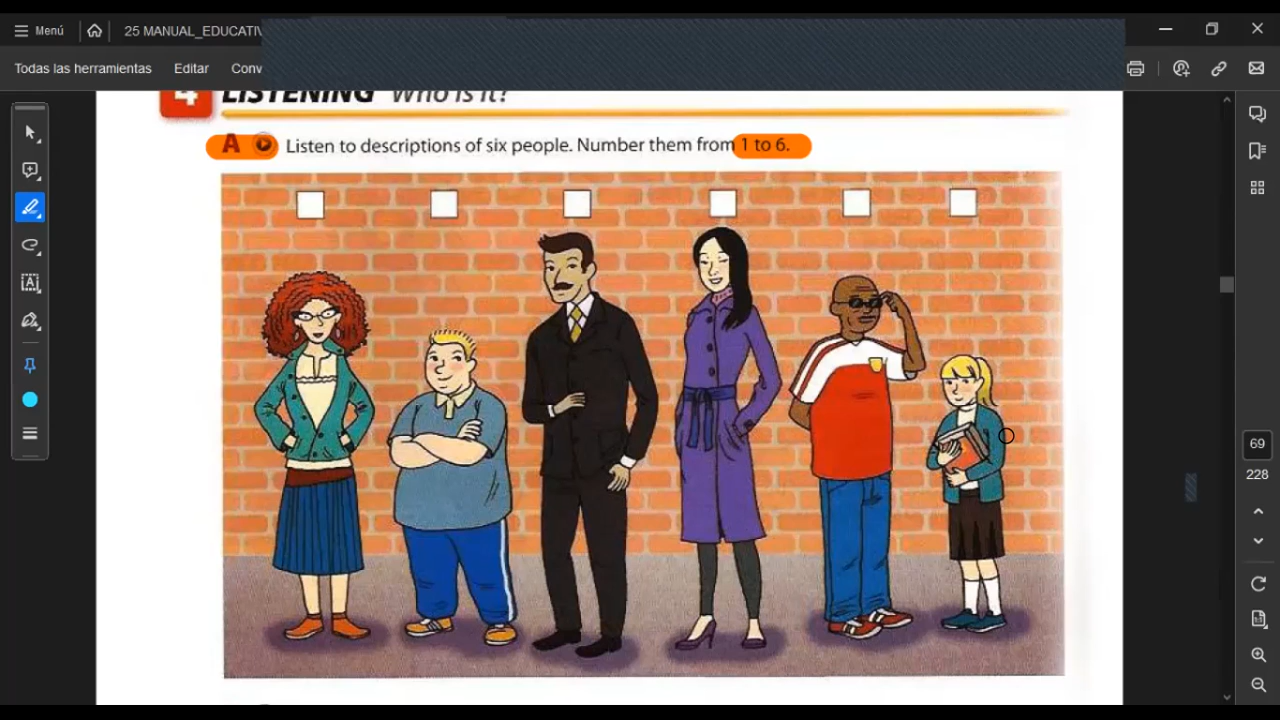 Menú
25 MANUAL_EDUCATIV
Todas las herramientas Editar Conv
4 LISTENING Who is it?
A Listen to descriptions of six people. Number them from 1 to 6.
69
228